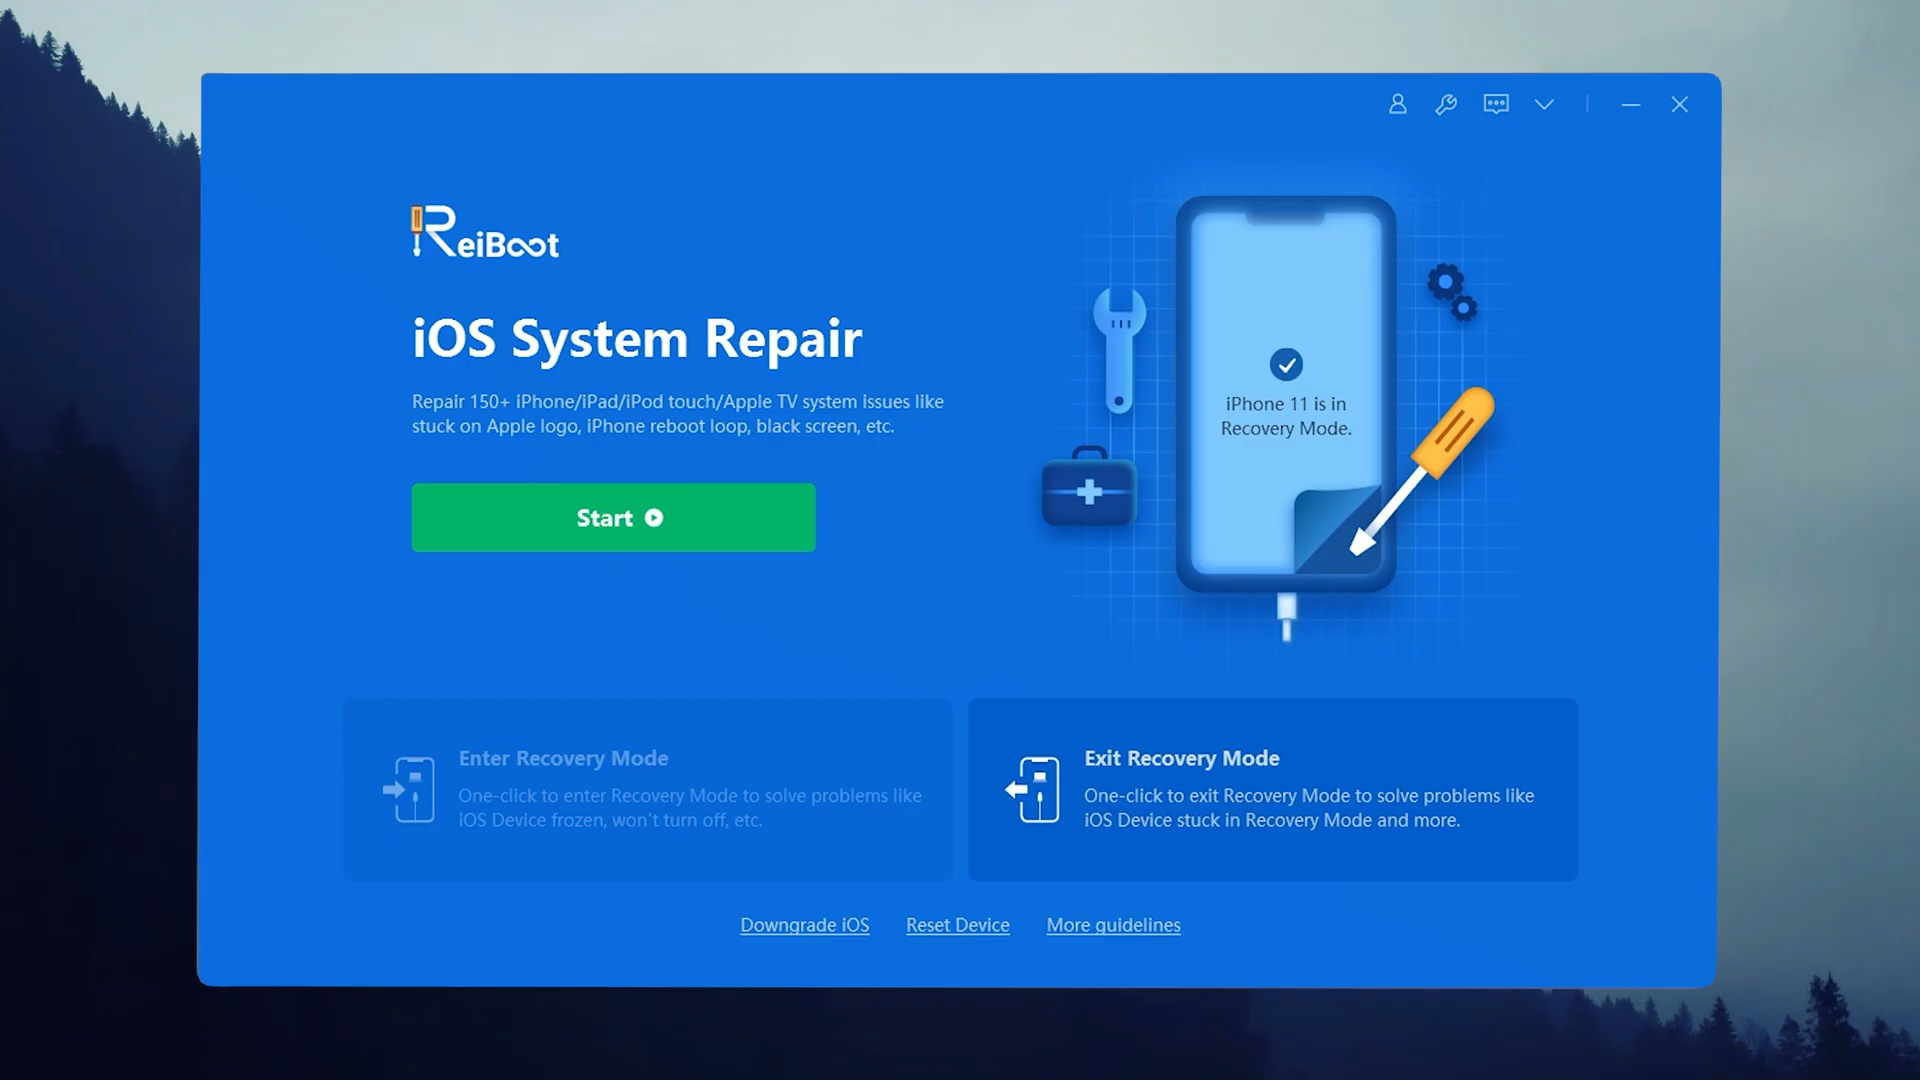 ReiBoot
iOS System Repair
Repair 150+ iPhone/iPad/iPod touch/Apple TV system issues like
stuck on Apple logo, iPhone reboot loop, black screen, etc.
Start
iPhone 11 is in
Recovery Mode.
Enter Recovery Mode
One-click to enter Recovery Mode to solve problems like
iOS Device frozen, won't turn off, etc.
Exit Recovery Mode
One-click to exit Recovery Mode to solve problems like
iOS Device stuck in Recovery Mode and more.
Downgrade iOS
Reset Device
More guidelines